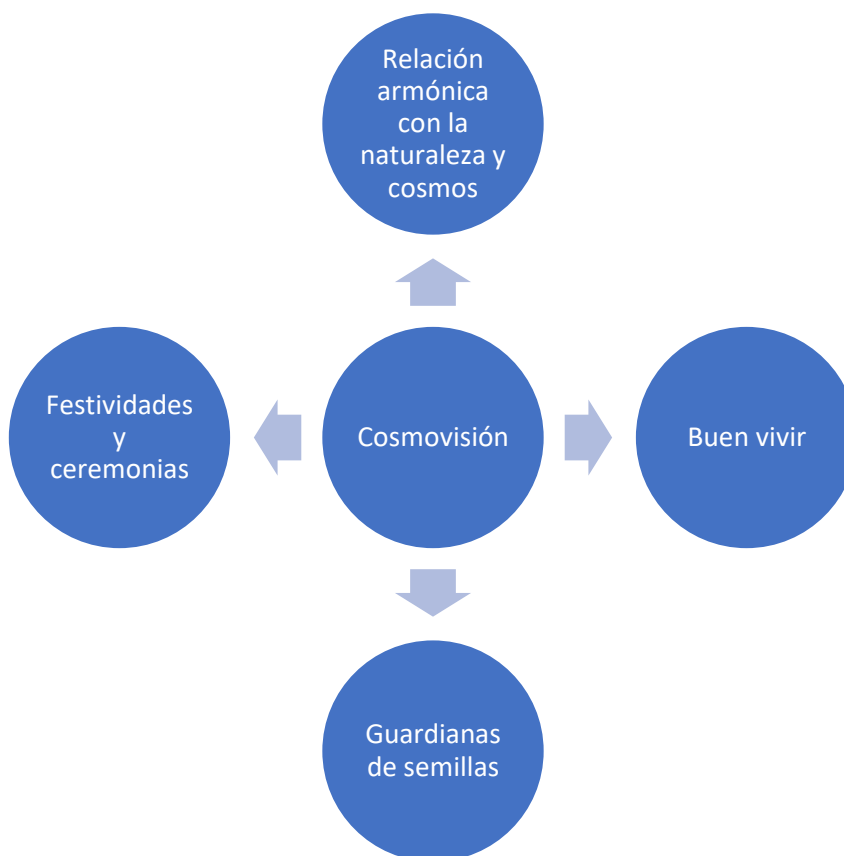 Relación
armónica
con la
naturaleza y
cosmos
Festividades
y
ceremonias
Cosmovisión
Buen vivir
Guardianas
de semillas